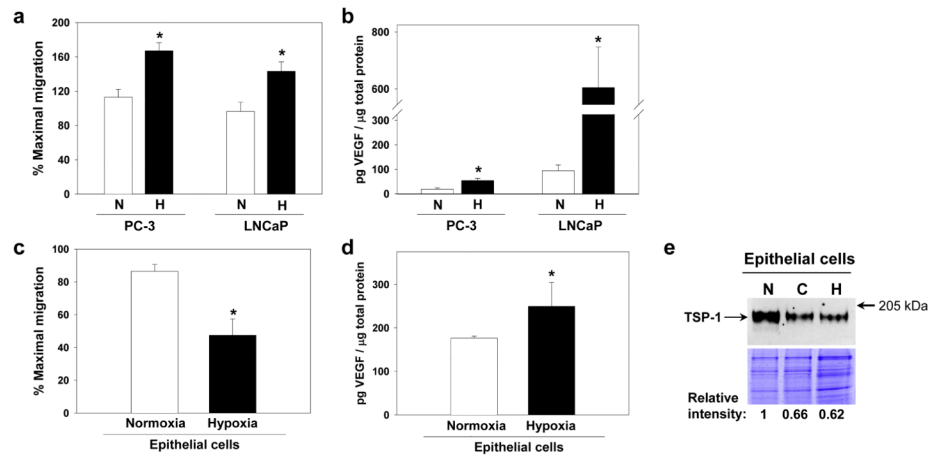 a
200
160
120
80
40
0
% Maximal migration
*
*
N H N H
PC-3 LNCaP
b
800
600
300
200
100
0
pg VEGF / µg total protein
*
*
N H N H
PC-3 LNCaP
c
100
80
60
40
20
0
% Maximal migration
*
Normoxia Hypoxia
Epithelial cells
d
400
300
200
100
0
pg VEGF / µg total protein
*
Normoxia Hypoxia
Epithelial cells
e
Epithelial cells
N C H
205 kDa
TSP-1
Relative
intensity: 1 0.66 0.62